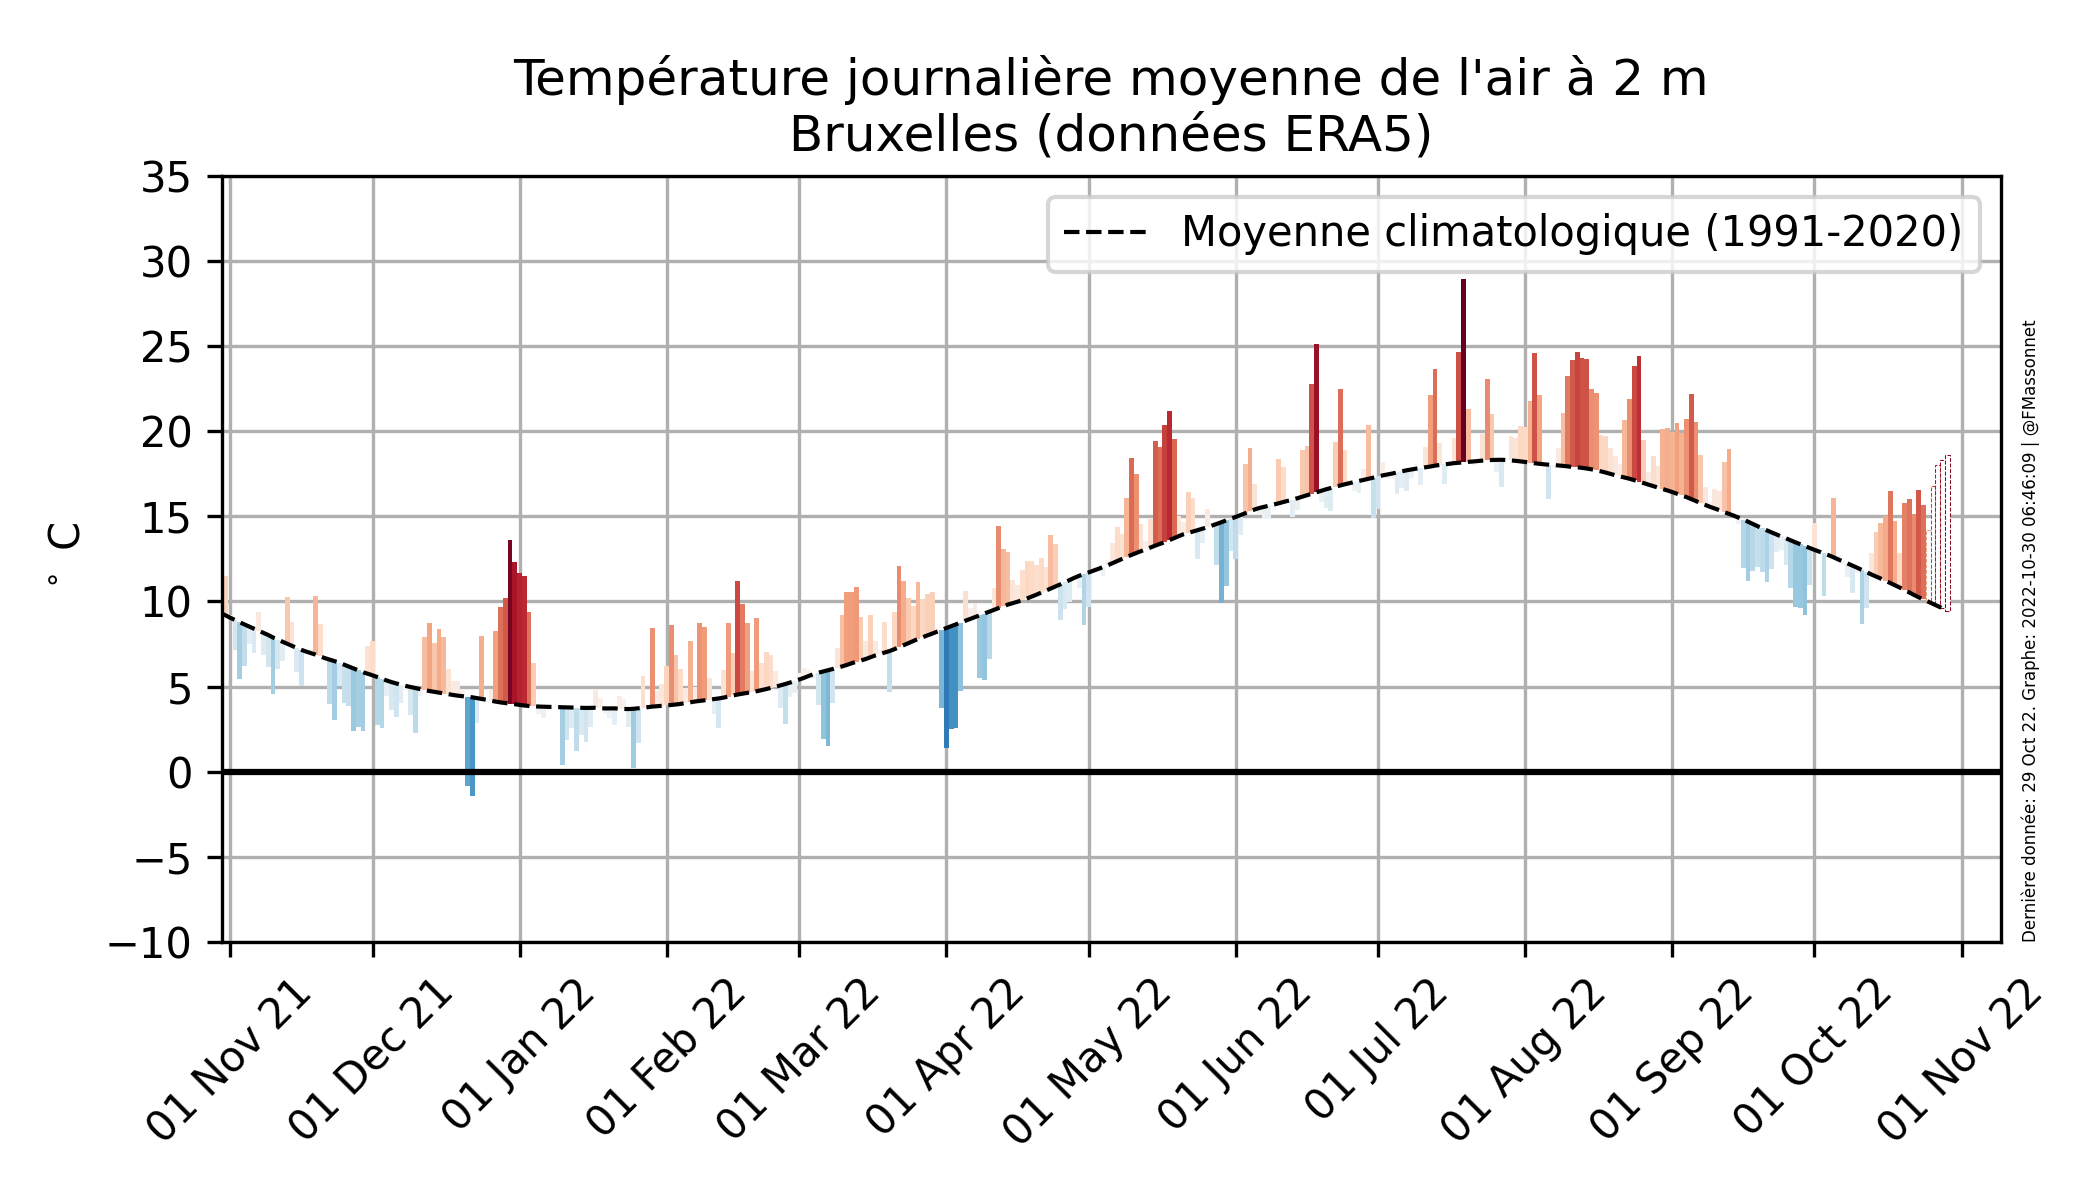 Température journalière moyenne de l'air à 2 m
Bruxelles (données ERA5)
Moyenne climatologique (1991-2020)
° C
35
30
25
20
15
10
5
0
−5
−10
01 Nov 21
01 Dec 21
01 Jan 22
01 Feb 22
01 Mar 22
01 Apr 22
01 May 22
01 Jun 22
01 Jul 22
01 Aug 22
01 Sep 22
01 Oct 22
01 Nov 22
Dernière donnée: 29 Oct 22. Graphe: 2022-10-30 06:46:09 | @FMassonnet